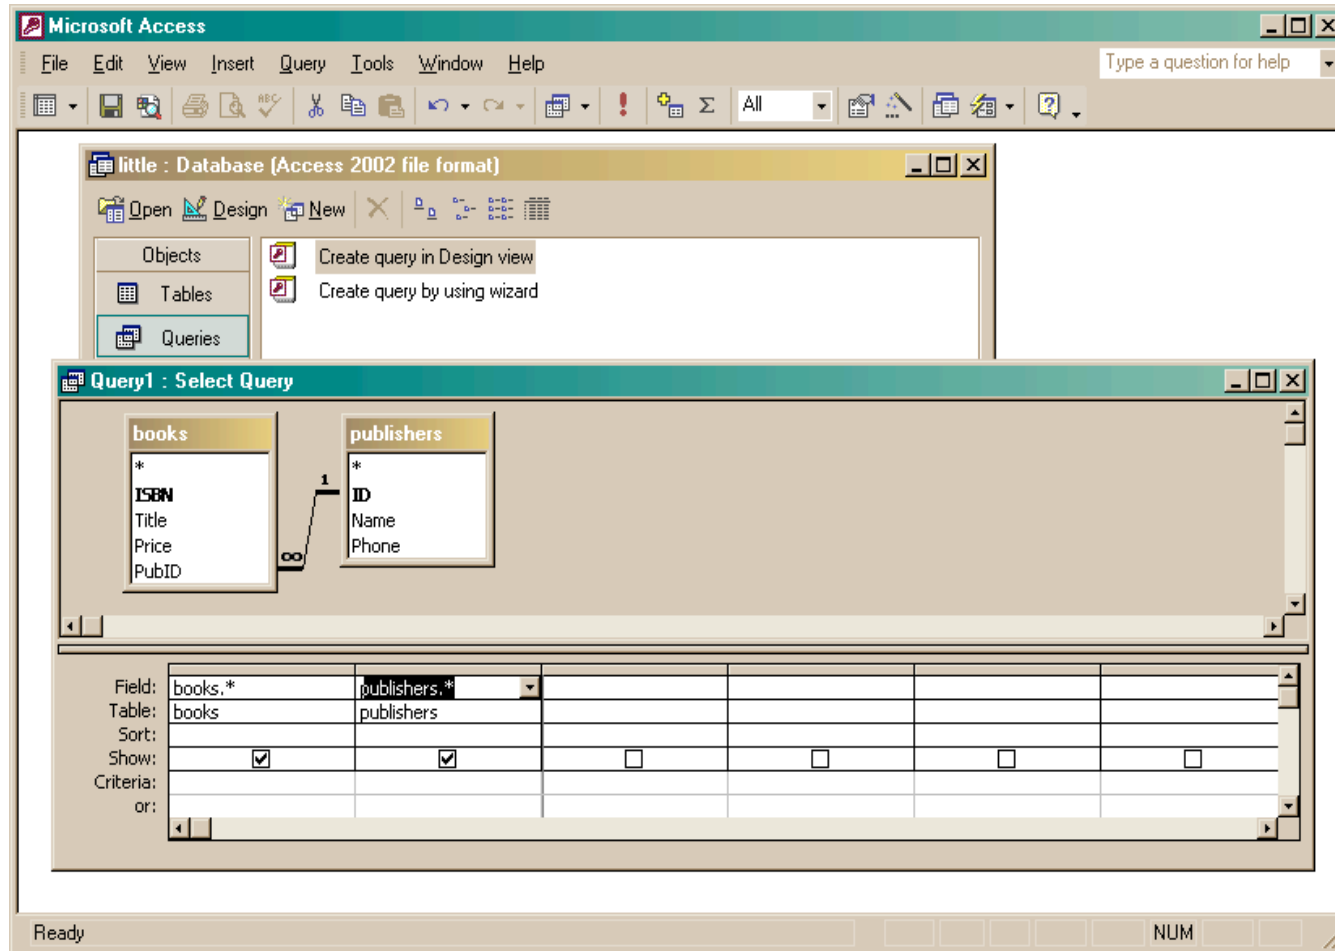 Microsoft Access
File Edit View Insert Query Tools Window Help Type a question for help
ABC Σ All
little : Database (Access 2002 file format)
Open Design New
Objects
Create query in Design view
Tables
Create query by using wizard
Queries
Query1 : Select Query
books publishers
* *
ISBN 1 ID
Title Name
Price ∞ Phone
PubID
Field: books.* publishers.*
Table: books publishers
Sort:
Show:
Criteria:
or:
Ready NUM